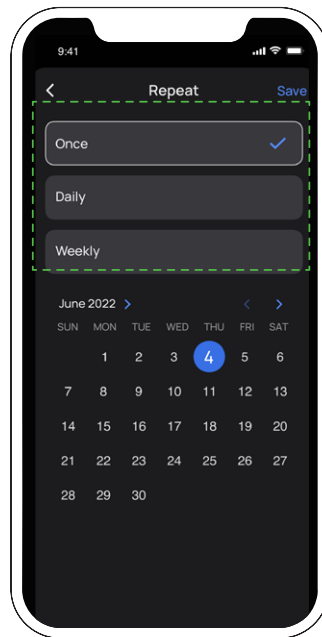 9:41
Repeat Save
Once
Daily
Weekly
June 2022
SUN MON TUE WED THU FRI SAT
1 2 3 4 5 6
7 8 9 10 11 12 13
14 15 16 17 18 19 20
21 22 23 24 25 26 27
28 29 30